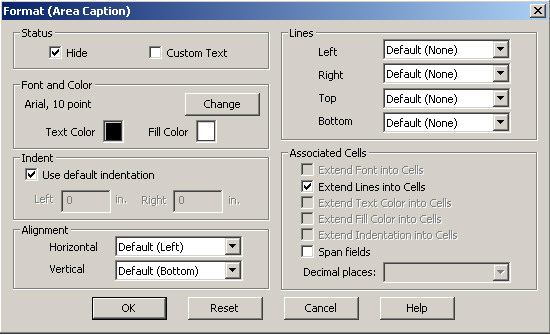 Format (Area Caption)
Status
Hide
Custom Text
Font and Color
Arial, 10 point
Change
Text Color
Fill Color
Indent
Use default indentation
Left 0 in. Right 0 in.
Alignment
Horizontal Default (Left)
Vertical Default (Bottom)
Lines
Left Default (None)
Right Default (None)
Top Default (None)
Bottom Default (None)
Associated Cells
Extend Font into Cells
Extend Lines into Cells
Extend Text Color into Cells
Extend Fill Color into Cells
Extend Indentation into Cells
Span fields
Decimal places:
OK Reset Cancel Help